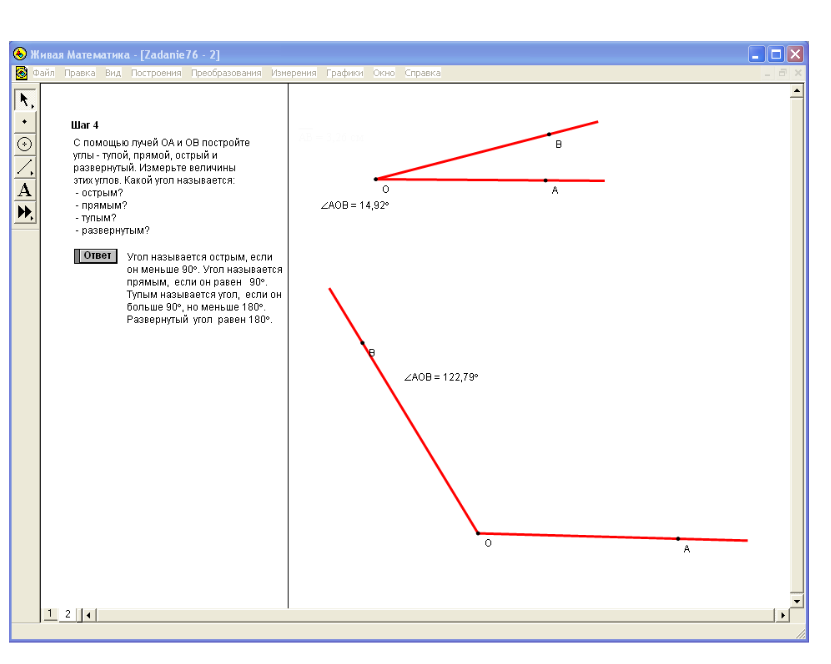 Живая Математика - [Zadanie76 - 2]
Файл Правка Вид Построения Преобразования Измерения Графики Окно Справка
Шаг 4
С помощью лучей ОА и ОВ постройте
углы - тупой, прямой, острый и
развернутый. Измерьте величины
этих углов. Какой угол называется:
- острым?
- прямым?
- тупым?
- развернутым?
Ответ
Угол называется острым, если
он меньше 90°. Угол называется
прямым, если он равен 90°.
Тупым называется угол, если он
больше 90°, но меньше 180°.
Развернутый угол равен 180°.
B
O
A
∠AOB = 14,92°
B
∠AOB = 122,79°
O
A
A
1 2